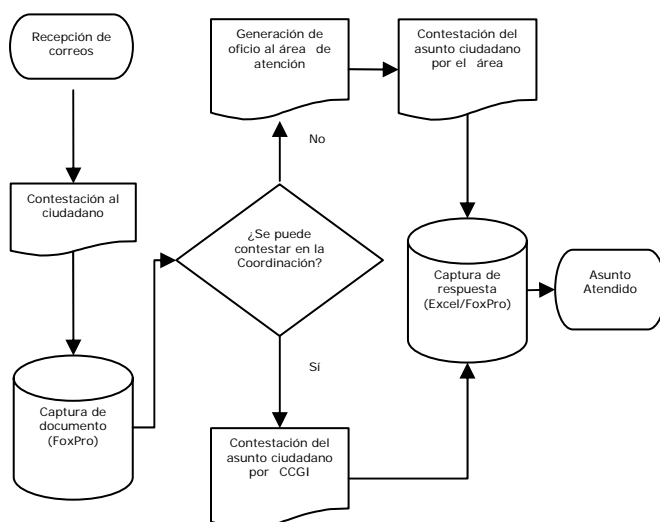 Recepción de
correos
Contestación al
ciudadano
Captura de
documento
(FoxPro)
¿Se puede
contestar en la
Coordinación?
No
Generación de
oficio al área de
atención
Contestación del
asunto ciudadano
por el área
Sí
Contestación del
asunto ciudadano
por CCGI
Captura de
respuesta
(Excel/FoxPro)
Asunto
Atendido